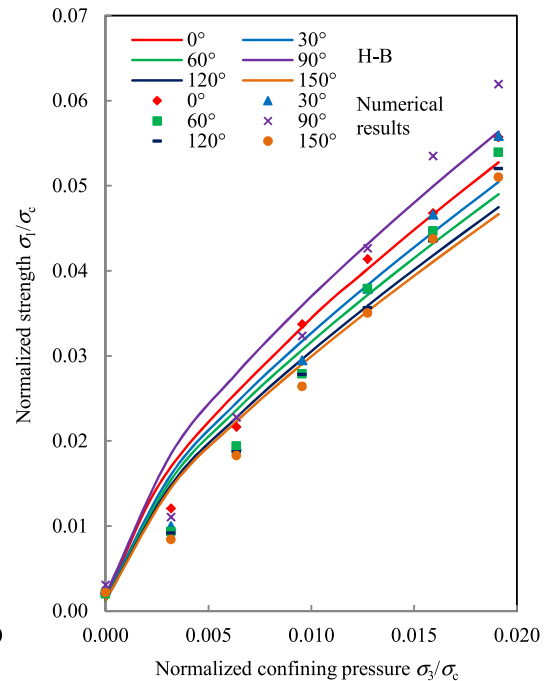 0.07
0.06
0.05
0.04
0.03
0.02
0.01
0.00
Normalized strength σ₁/σc
0° 30°
60° 90° H-B
120° 150°
0° 30° Numerical
60° 90° results
120° 150°
0.000 0.005 0.010 0.015 0.020
0
Normalized confining pressure σ₃/σc